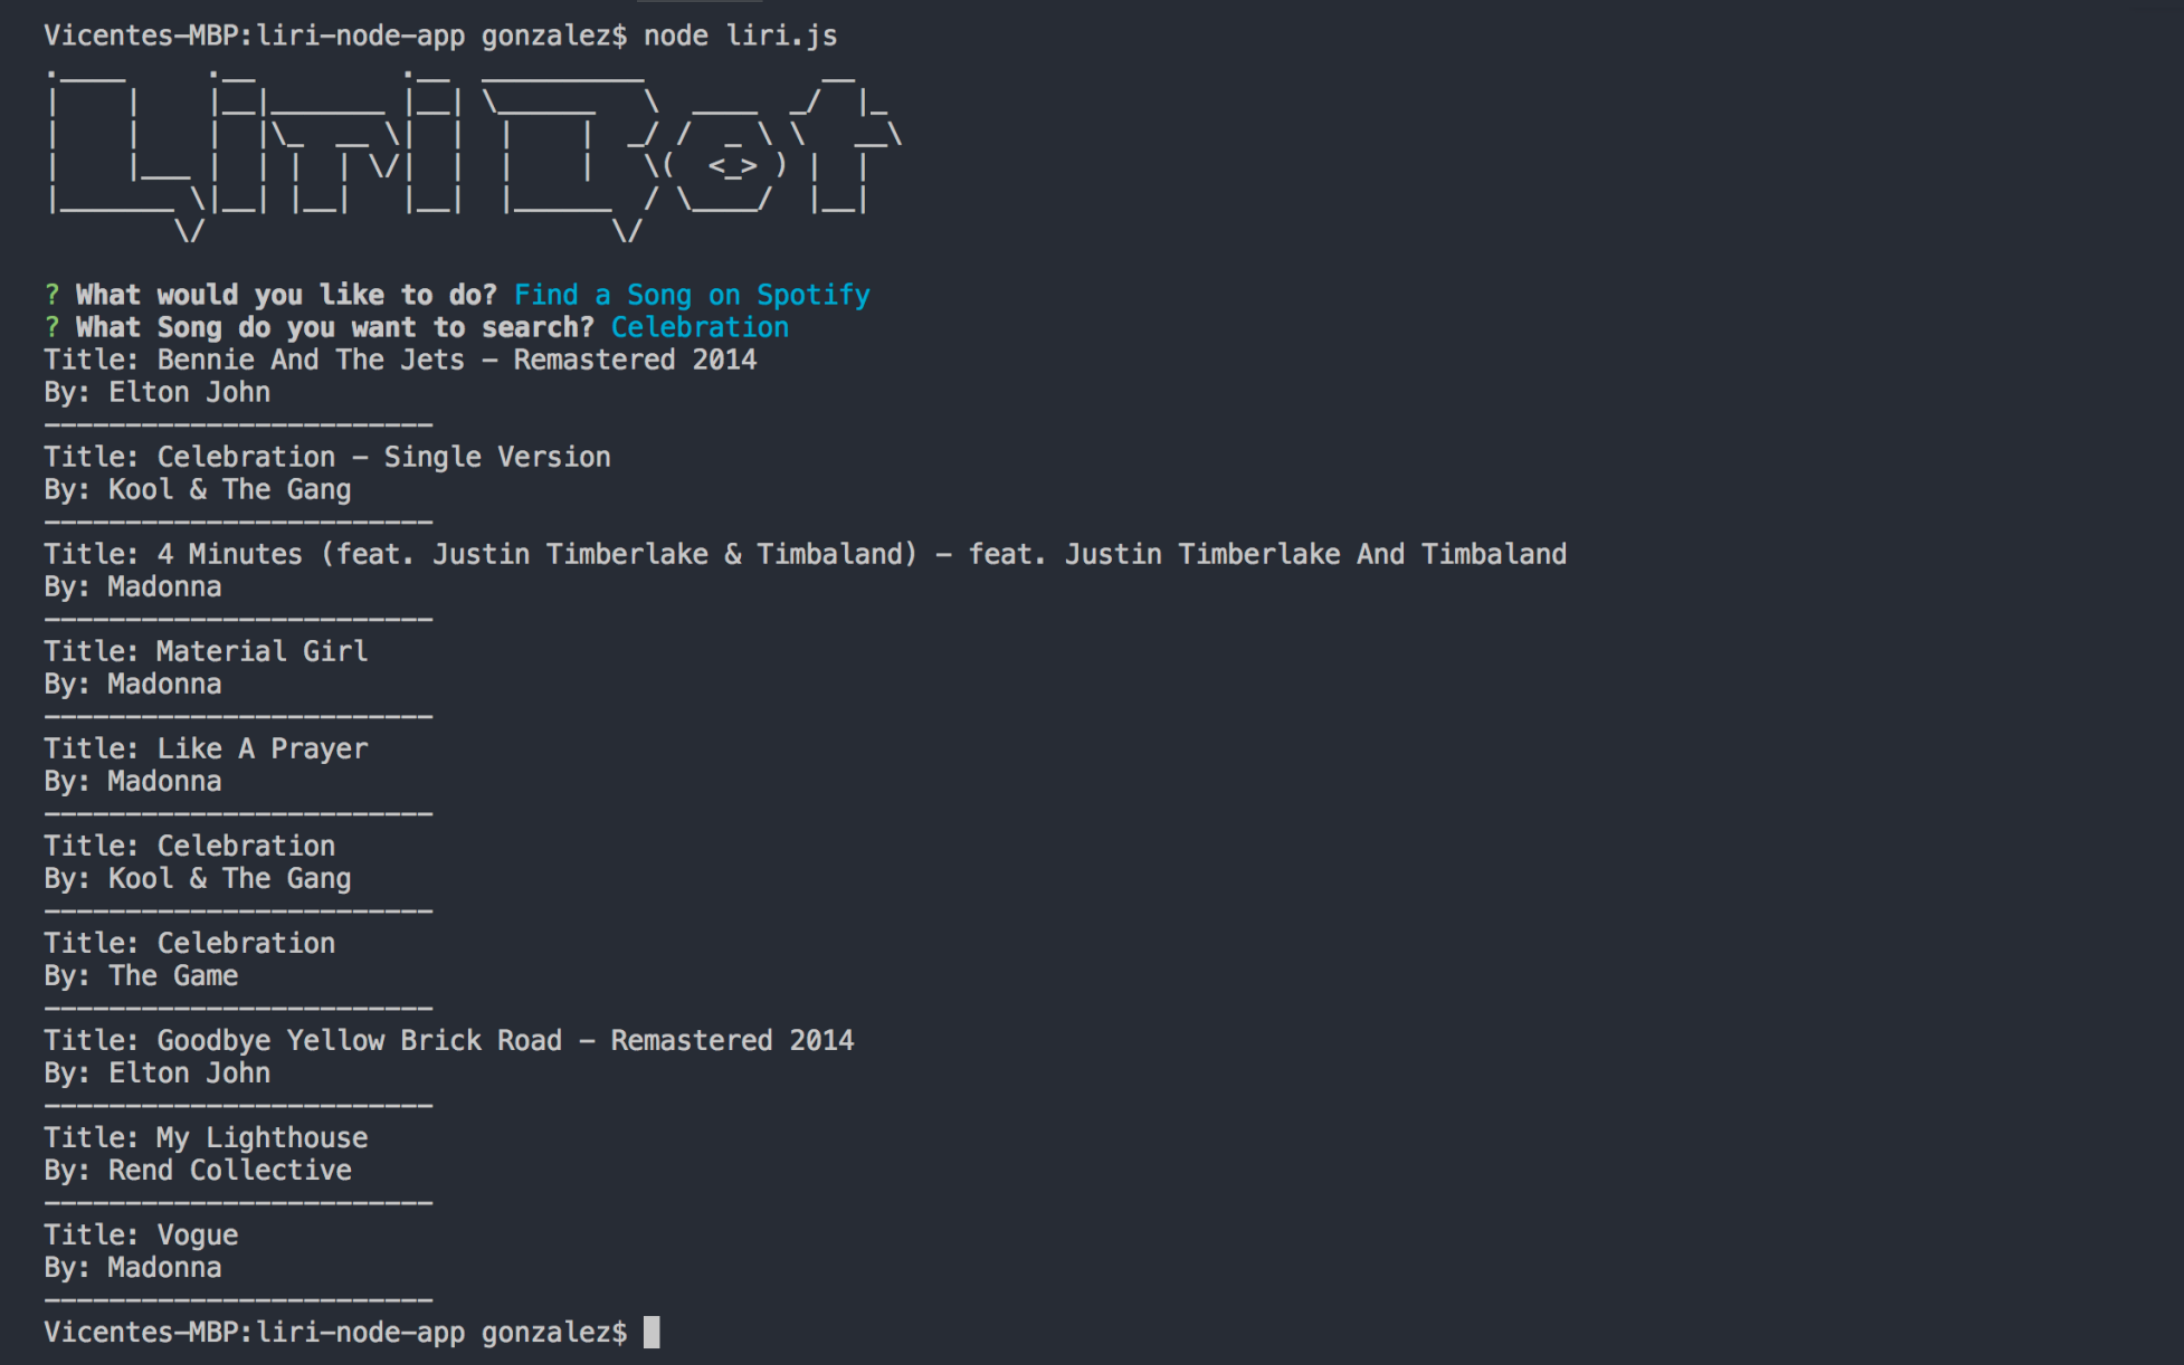 Vicentes-MBP:liri-node-app gonzalez$ node liri.js
LiriBot
? What would you like to do? Find a Song on Spotify
? What Song do you want to search? Celebration
Title: Bennie And The Jets - Remastered 2014
By: Elton John
------------------------
Title: Celebration - Single Version
By: Kool & The Gang
------------------------
Title: 4 Minutes (feat. Justin Timberlake & Timbaland) - feat. Justin Timberlake And Timbaland
By: Madonna
------------------------
Title: Material Girl
By: Madonna
------------------------
Title: Like A Prayer
By: Madonna
------------------------
Title: Celebration
By: Kool & The Gang
------------------------
Title: Celebration
By: The Game
------------------------
Title: Goodbye Yellow Brick Road - Remastered 2014
By: Elton John
------------------------
Title: My Lighthouse
By: Rend Collective
------------------------
Title: Vogue
By: Madonna
------------------------
Vicentes-MBP:liri-node-app gonzalez$